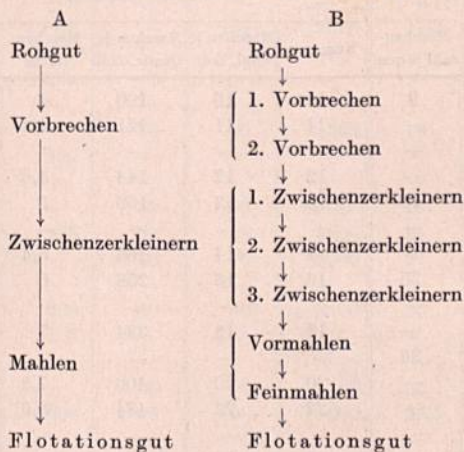 A
Rohgut
Vorbrechen
Zwischenzerkleinern
Mahlen
Flotationsgut
B
Rohgut
1. Vorbrechen
2. Vorbrechen
1. Zwischenzerkleinern
2. Zwischenzerkleinern
3. Zwischenzerkleinern
Vormahlen
Feinmahlen
Flotationsgut